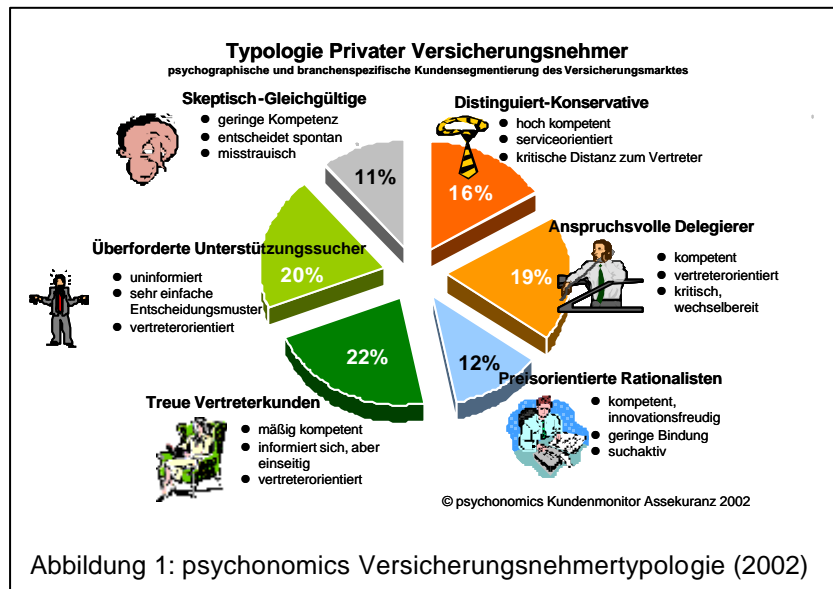 Typologie Privater Versicherungsnehmer
psychographische und branchenspezifische Kundensegmentierung des Versicherungsmarktes
Skeptisch-Gleichgültige
● geringe Kompetenz
● entscheidet spontan
● misstrauisch
11%
Distinguiert-Konservative
● hoch kompetent
● serviceorientiert
● kritische Distanz zum Vertreter
16%
Anspruchsvolle Delegierer
● kompetent
● vertreterorientiert
● kritisch,
wechselbereit
19%
Überforderte Unterstützungssucher
● uninformiert
● sehr einfache
Entscheidungsmuster
● vertreterorientiert
20%
22%
12%
Preisorientierte Rationalisten
● kompetent,
innovationsfreudig
● geringe Bindung
● suchaktiv
Treue Vertreterkunden
● mäßig kompetent
● informiert sich, aber
einseitig
● vertreterorientiert
© psychonomics Kundenmonitor Assekuranz 2002
Abbildung 1: psychonomics Versicherungsnehmertypologie (2002)